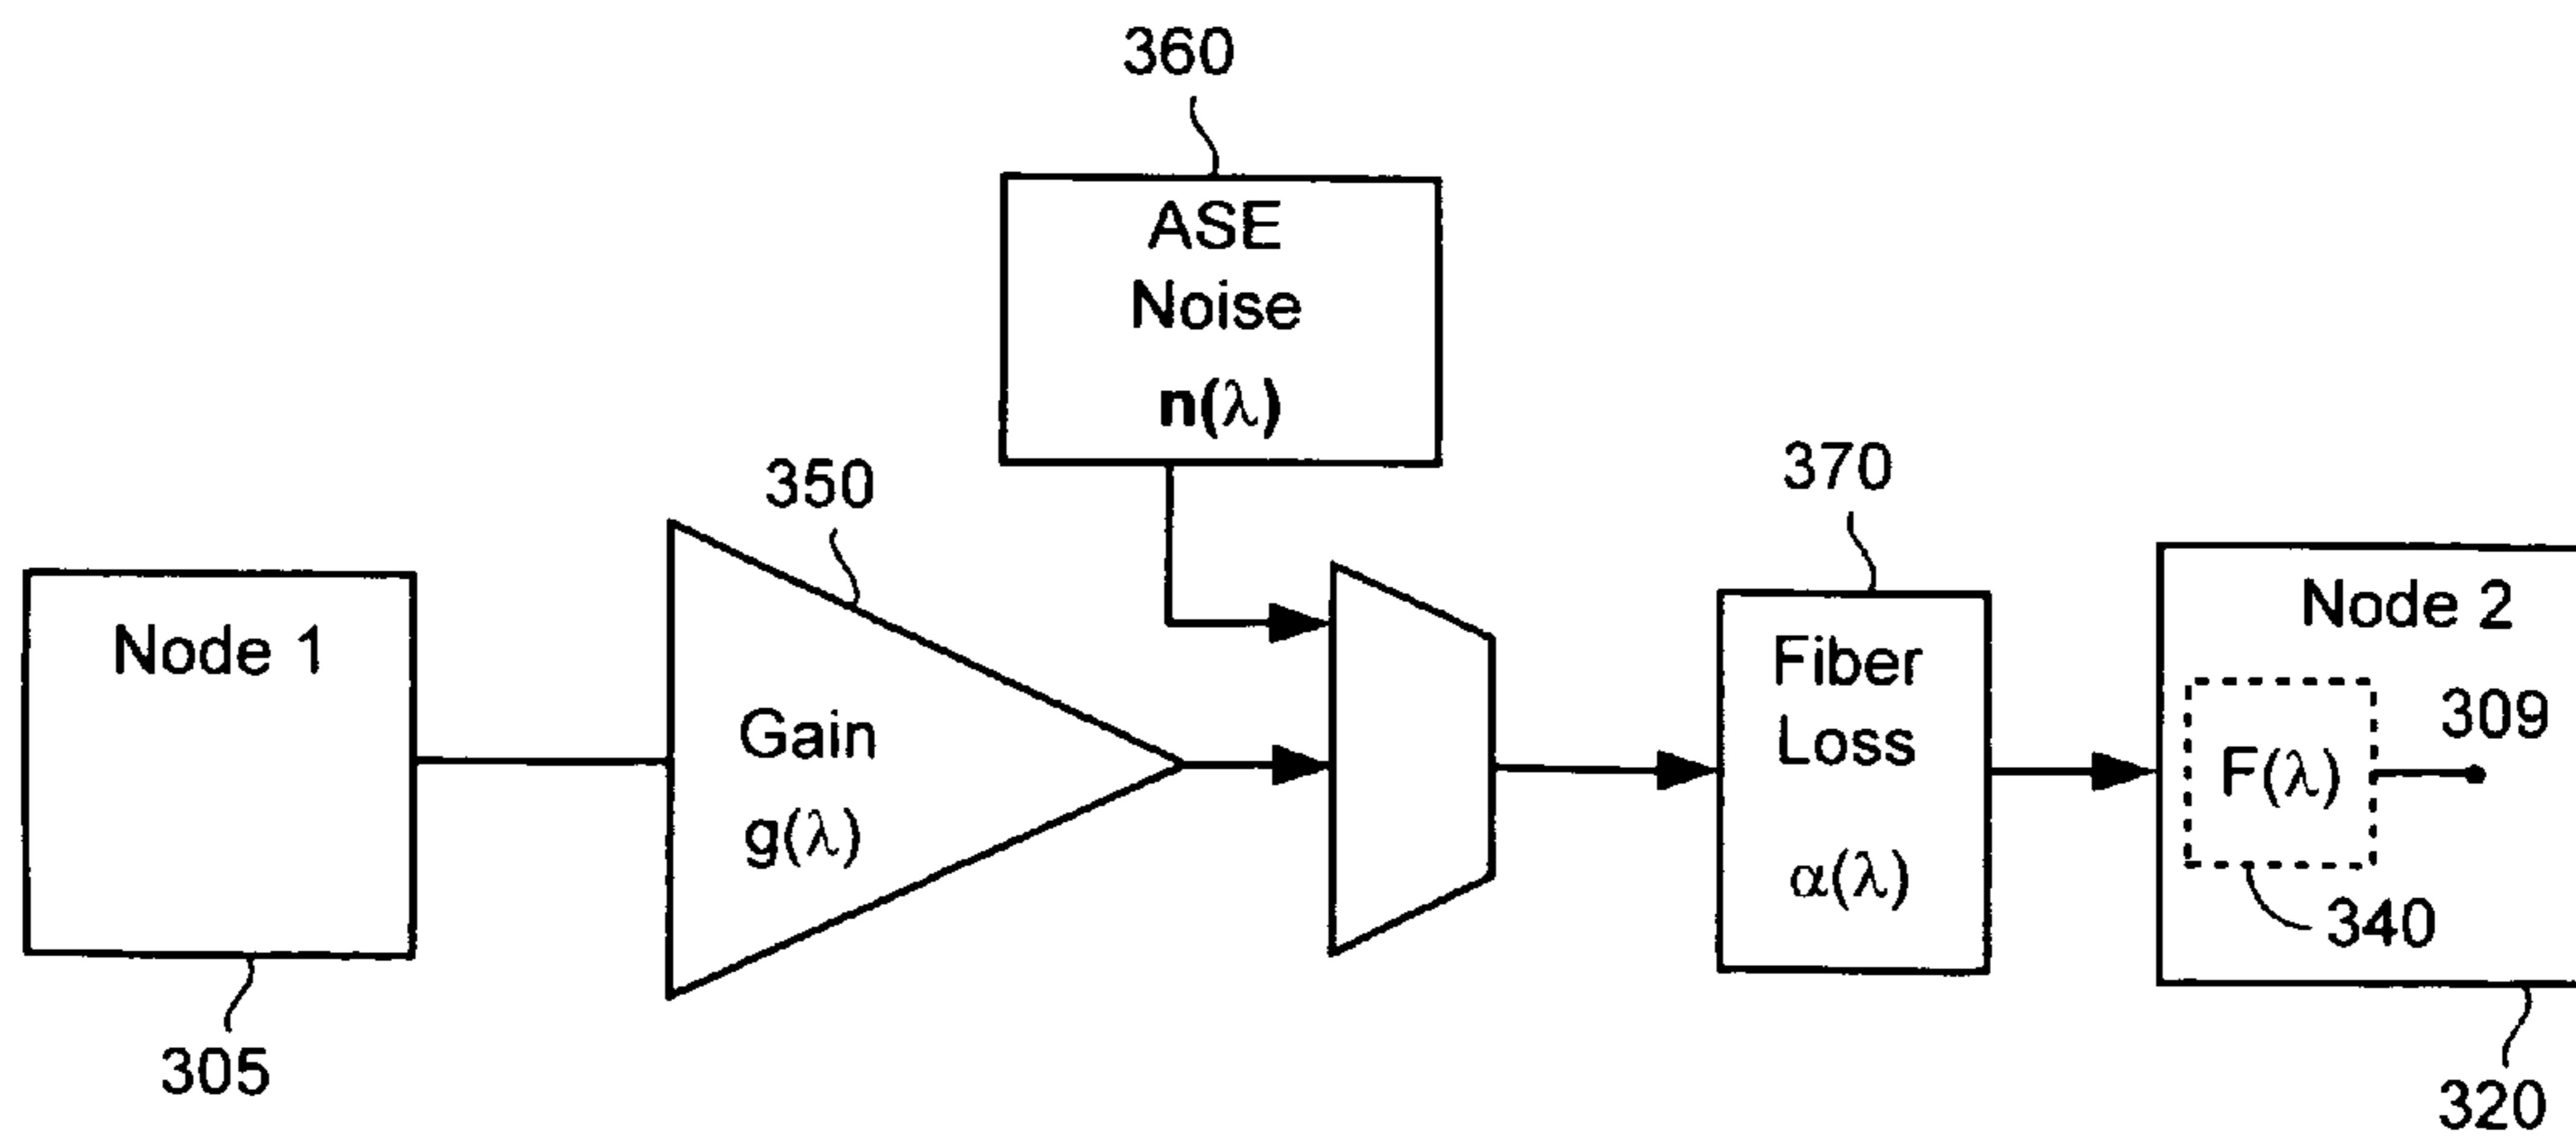 360
ASE
Noise
n(λ)
350
370
Node 1
Gain
g(λ)
Fiber
Loss
α(λ)
Node 2
309
F(λ)
340
305
320